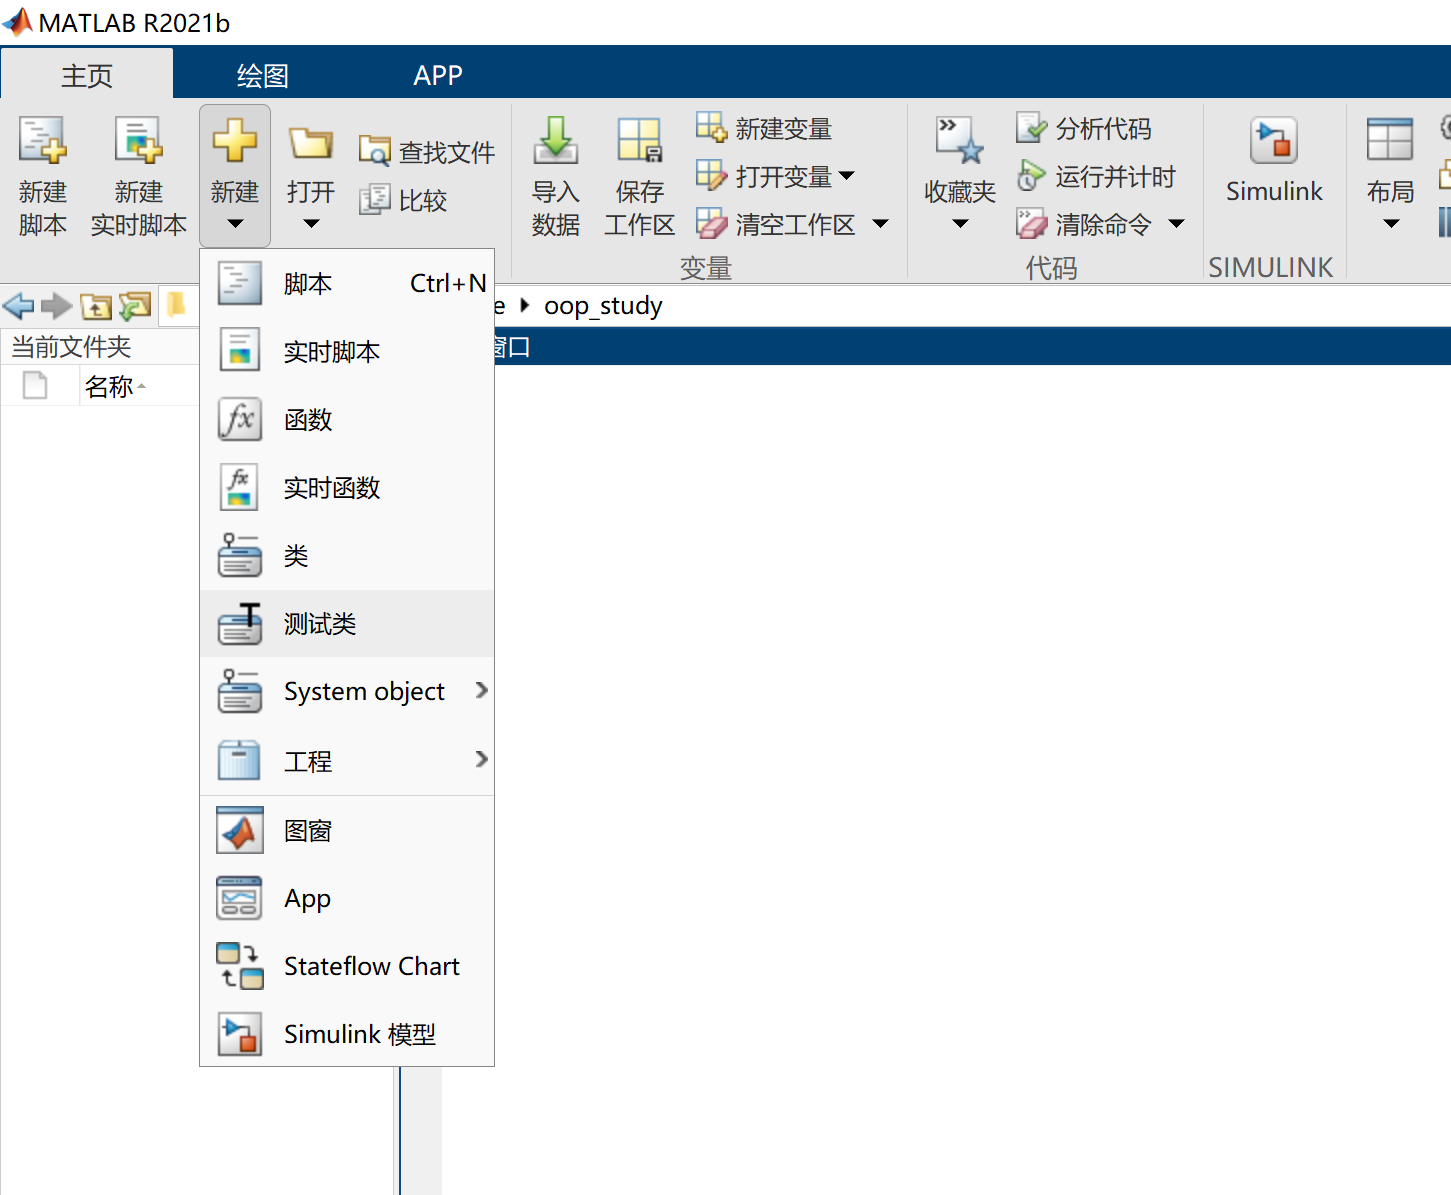 MATLAB R2021b
主页
绘图
APP
新建
脚本
新建
实时脚本
新建
打开
查找文件
比较
导入
数据
保存
工作区
新建变量
打开变量
清空工作区
变量
收藏夹
分析代码
运行并计时
清除命令
代码
Simulink
SIMULINK
布局
e
oop_study
当前文件夹
窗口
名称
脚本 Ctrl+N
实时脚本
fx 函数
fx 实时函数
类
T 测试类
System object
工程
图窗
App
Stateflow Chart
Simulink 模型